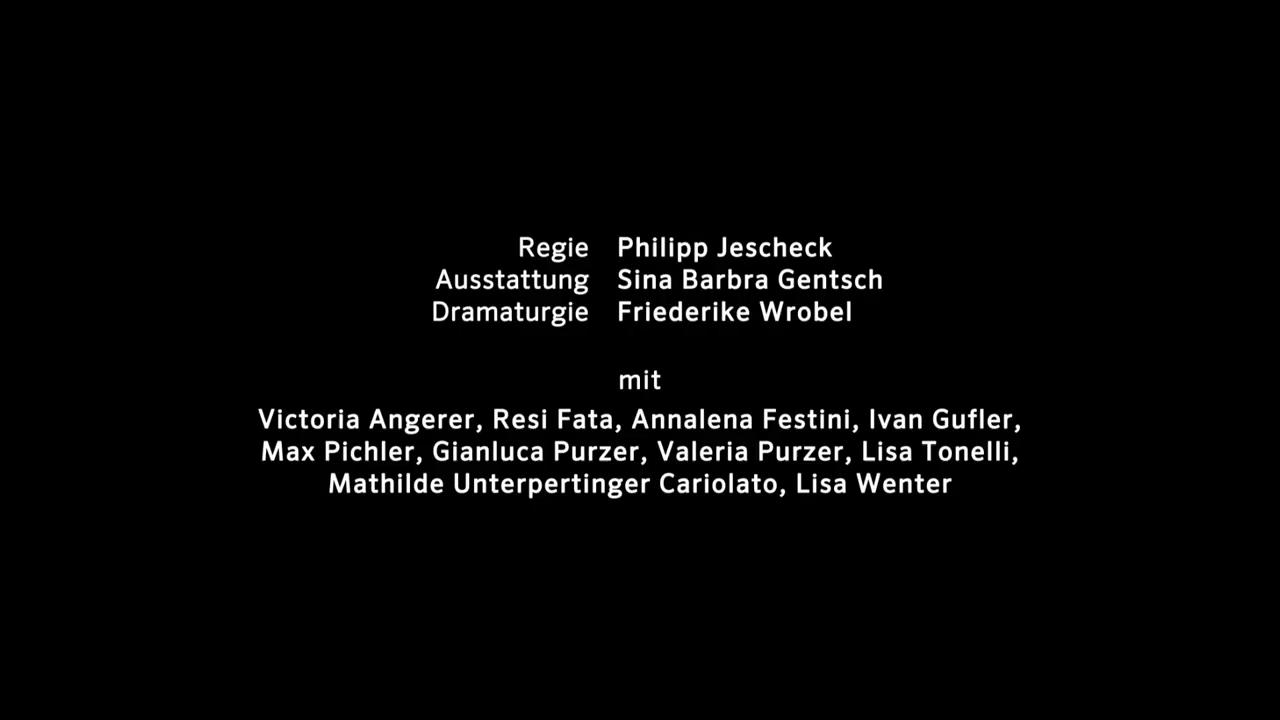 Regie Philipp Jescheck
Ausstattung Sina Barbra Gentsch
Dramaturgie Friederike Wrobel
mit
Victoria Angerer, Resi Fata, Annalena Festini, Ivan Gufler,
Max Pichler, Gianluca Purzer, Valeria Purzer, Lisa Tonelli,
Mathilde Unterpertinger Cariolato, Lisa Wenter